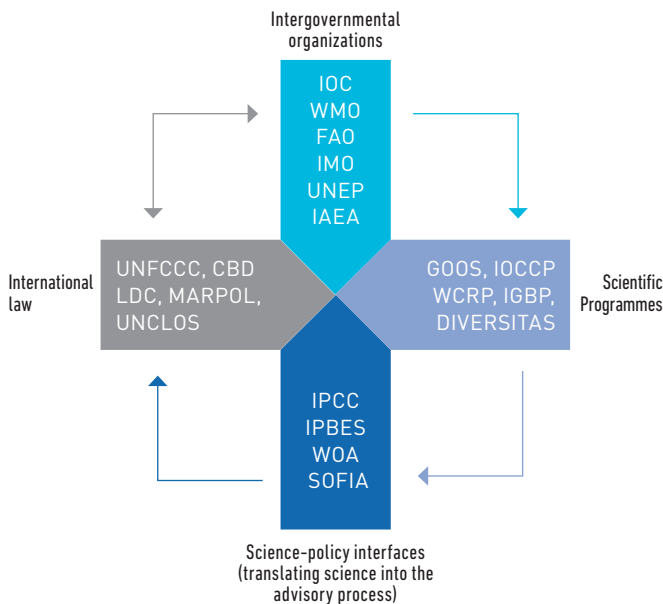 Intergovernmental
organizations
IOC
WMO
FAO
IMO
UNEP
IAEA
International
law
UNFCCC, CBD
LDC, MARPOL,
UNCLOS
GOOS, IOCCP
WCRP, IGBP,
DIVERSITAS
Scientific
Programmes
IPCC
IPBES
WOA
SOFIA
Science-policy interfaces
(translating science into the
advisory process)